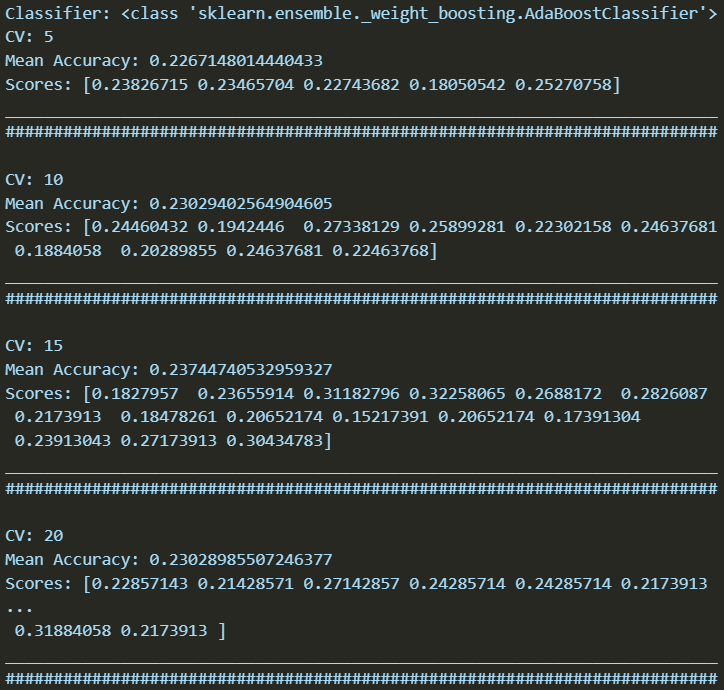 Classifier: <class 'sklearn.ensemble._weight_boosting.AdaBoostClassifier'>
CV: 5
Mean Accuracy: 0.2267148014440433
Scores: [0.23826715 0.23465704 0.22743682 0.18050542 0.25270758]
__________________________________________________________________________
##########################################################################
CV: 10
Mean Accuracy: 0.23029402564904605
Scores: [0.24460432 0.1942446  0.27338129 0.25899281 0.22302158 0.24637681
 0.1884058  0.20289855 0.24637681 0.22463768]
__________________________________________________________________________
##########################################################################
CV: 15
Mean Accuracy: 0.23744740532959327
Scores: [0.1827957  0.23655914 0.31182796 0.32258065 0.2688172  0.2826087
 0.2173913  0.18478261 0.20652174 0.15217391 0.20652174 0.17391304
 0.23913043 0.27173913 0.30434783]
__________________________________________________________________________
##########################################################################
CV: 20
Mean Accuracy: 0.23028985507246377
Scores: [0.22857143 0.21428571 0.27142857 0.24285714 0.24285714 0.2173913
...
 0.31884058 0.2173913 ]
__________________________________________________________________________
##########################################################################